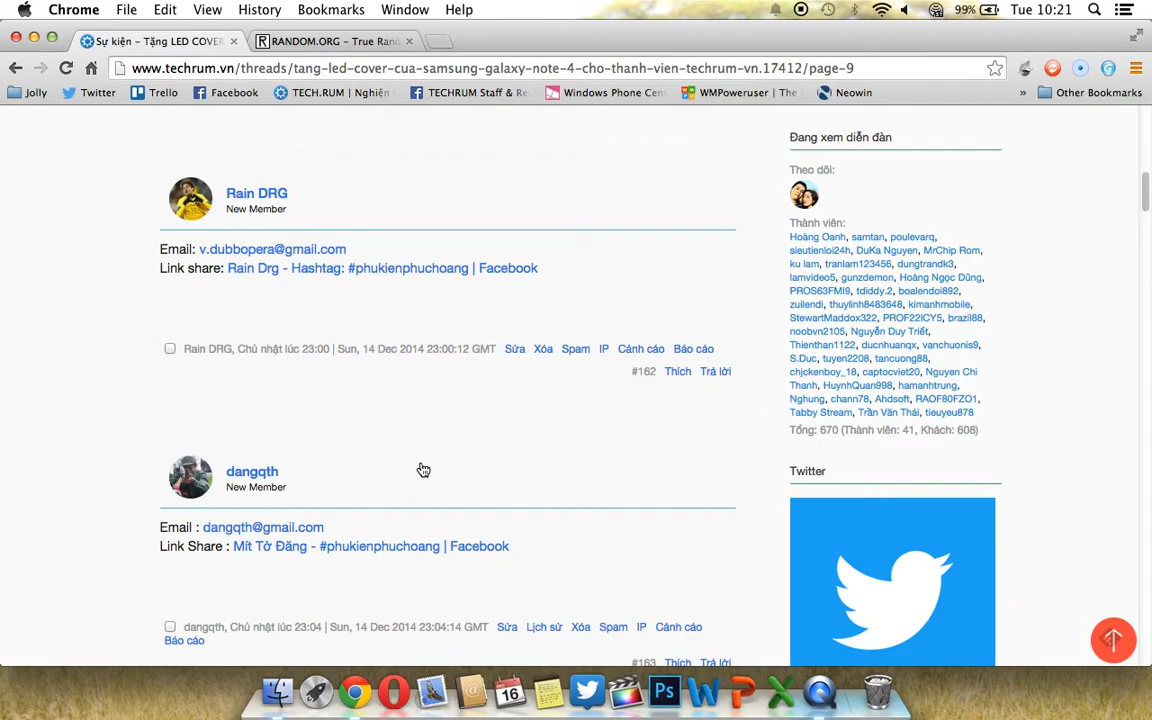 Chrome File Edit View History Bookmarks Window Help 99% Tue 10:21
Sự kiện – Tặng LED COVER RANDOM.ORG – True Ran
www.techrum.vn/threads/tang-led-cover-cua-samsung-galaxy-note-4-cho-thanh-vien-techrum-vn.17412/page-9
Jolly Twitter Trello Facebook TECH.RUM | Nghiện TECHRUM Staff & Re Windows Phone Cen WMPoweruser | The Neowin » Other Bookmarks
Rain DRG
New Member
Email: v.dubbopera@gmail.com
Link share: Rain Drg - Hashtag: #phukienphuchoang | Facebook
Rain DRG, Chủ nhật lúc 23:00 | Sun, 14 Dec 2014 23:00:12 GMT Sửa Xóa Spam IP Cảnh cáo Báo cáo
#162 Thích Trả lời
dangqth
New Member
Email : dangqth@gmail.com
Link Share : Mít Tờ Đăng - #phukienphuchoang | Facebook
dangqth, Chủ nhật lúc 23:04 | Sun, 14 Dec 2014 23:04:14 GMT Sửa Lịch sử Xóa Spam IP Cảnh cáo
Báo cáo
#163 Thích Trả lời
Đang xem diễn đàn
Theo dõi:
Thành viên:
Hoàng Oanh, samtan, poulevarq,
sieutienloi24h, DuKa Nguyen, MrChip Rom,
ku lam, tranlam123456, dungtrandk3,
lamvideo5, gunzdemon, Hoàng Ngọc Dũng,
PROS63FMI9, tdiddy.2, boalendoi892,
zuilendi, thuylinh8483648, kimanhmobile,
StewartMaddox322, PROF22ICY5, brazil88,
noobvn2105, Nguyễn Duy Triết,
Thienthan1122, ducnhuanqx, vanchuonis9,
S.Duc, tuyen2208, tancuong88,
chjckenboy_18, captocviet20, Nguyen Chi
Thanh, HuynhQuan998, hamanhtrung,
Nghung, chann78, Ahdsoft, RAOF80FZO1,
Tabby Stream, Trần Văn Thái, tieuyeu878
Tổng: 670 (Thành viên: 41, Khách: 608)
Twitter
16